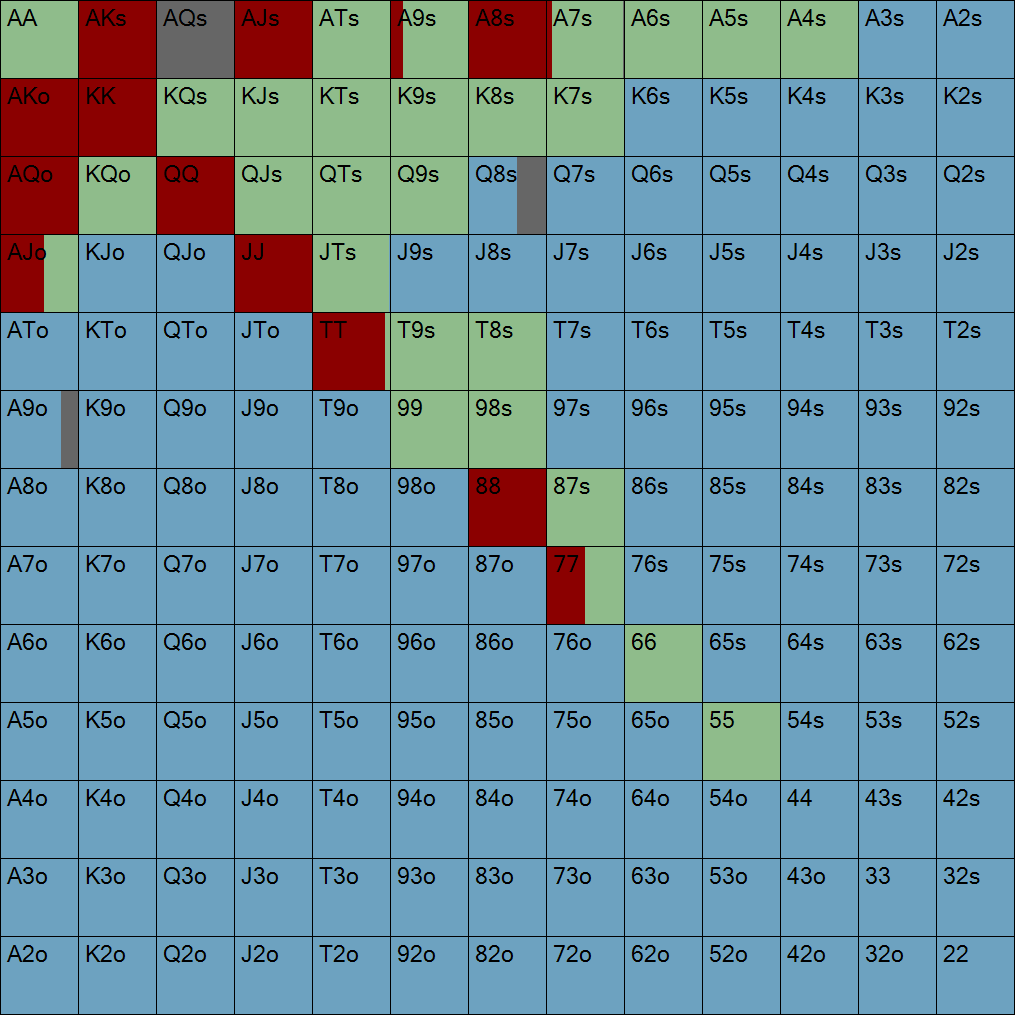 AA AKs AQs AJs ATs A9s A8s A7s A6s A5s A4s A3s A2s
AKo KK KQs KJs KTs K9s K8s K7s K6s K5s K4s K3s K2s
AQo KQo QQ QJs QTs Q9s Q8s Q7s Q6s Q5s Q4s Q3s Q2s
AJo KJo QJo JJ JTs J9s J8s J7s J6s J5s J4s J3s J2s
ATo KTo QTo JTo TT T9s T8s T7s T6s T5s T4s T3s T2s
A9o K9o Q9o J9o T9o 99 98s 97s 96s 95s 94s 93s 92s
A8o K8o Q8o J8o T8o 98o 88 87s 86s 85s 84s 83s 82s
A7o K7o Q7o J7o T7o 97o 87o 77 76s 75s 74s 73s 72s
A6o K6o Q6o J6o T6o 96o 86o 76o 66 65s 64s 63s 62s
A5o K5o Q5o J5o T5o 95o 85o 75o 65o 55 54s 53s 52s
A4o K4o Q4o J4o T4o 94o 84o 74o 64o 54o 44 43s 42s
A3o K3o Q3o J3o T3o 93o 83o 73o 63o 53o 43o 33 32s
A2o K2o Q2o J2o T2o 92o 82o 72o 62o 52o 42o 32o 22